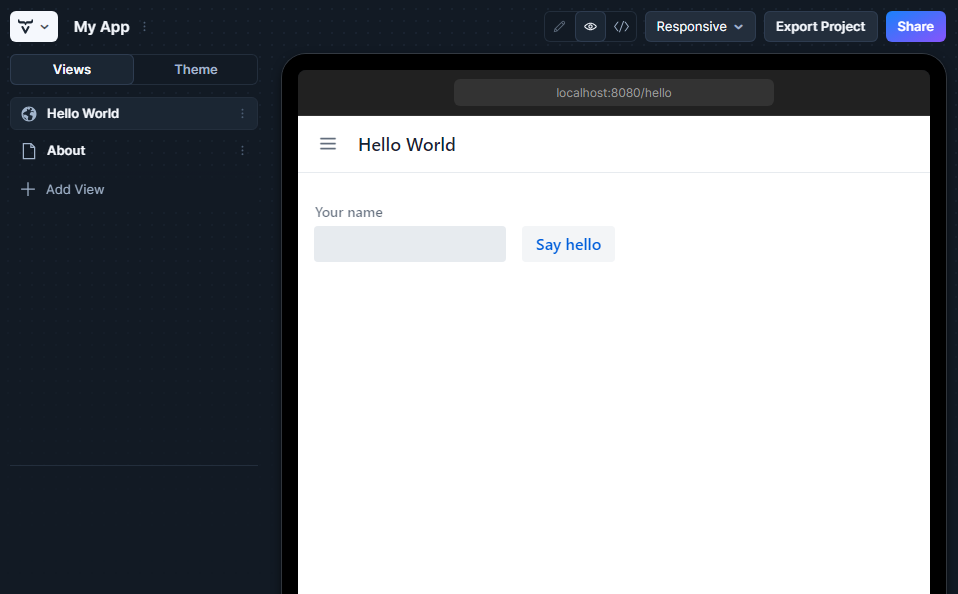 My App
Responsive
Export Project
Share
Views
Theme
Hello World
About
Add View
localhost:8080/hello
Hello World
Your name
Say hello